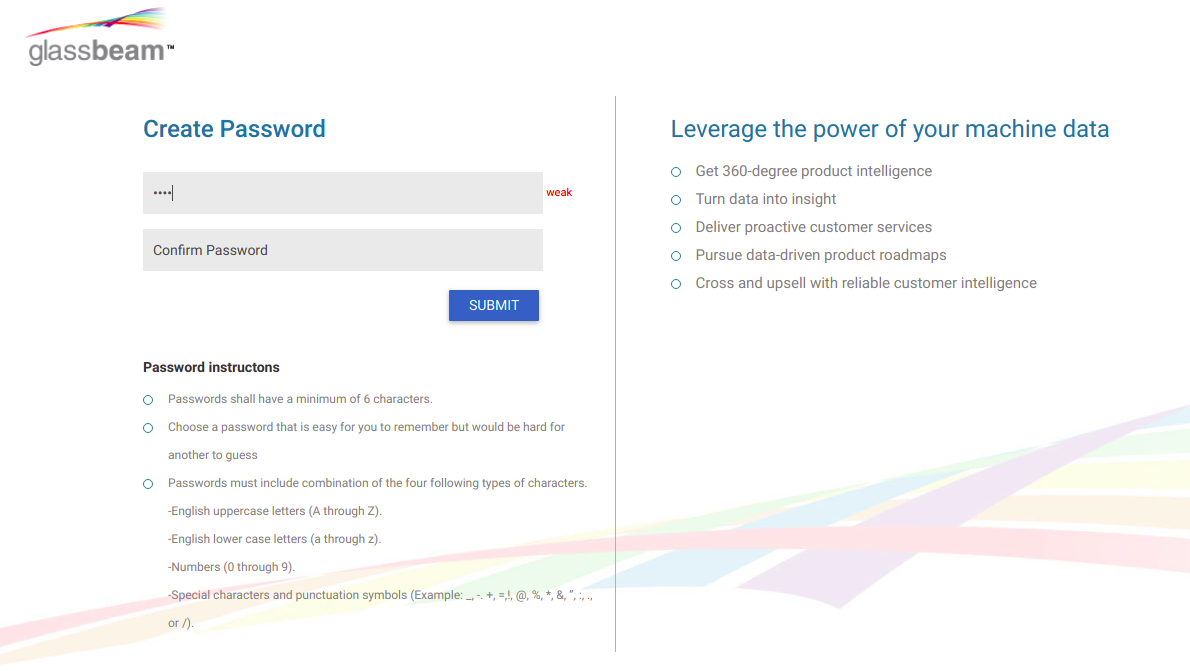 glassbeam™
Create Password
••••
weak
Confirm Password
SUBMIT
Password instructons
Passwords shall have a minimum of 6 characters.
Choose a password that is easy for you to remember but would be hard for
another to guess
Passwords must include combination of the four following types of characters.
-English uppercase letters (A through Z).
-English lower case letters (a through z).
-Numbers (0 through 9).
-Special characters and punctuation symbols (Example: _, -. +, =,!, @, %, *, &, ”, :, .,
or /).
Leverage the power of your machine data
Get 360-degree product intelligence
Turn data into insight
Deliver proactive customer services
Pursue data-driven product roadmaps
Cross and upsell with reliable customer intelligence